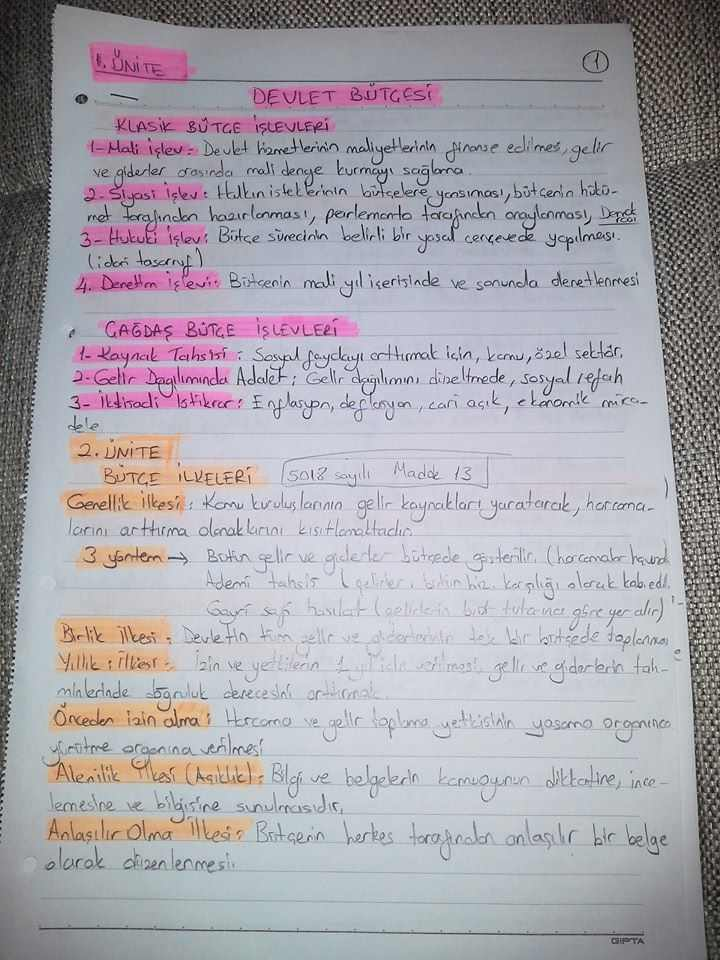 1. ÜNİTE
1
DEVLET BÜTÇESİ
KLASİK BÜTÇE İŞLEVLERİ
1- Mali işlev: Devlet hizmetlerinin maliyetlerinin finanse edilmesi, gelir
ve giderler arasında mali denge kurmayı sağlama.
2- Siyasi İşlev: Halkın isteklerinin bütçelere yansıması, bütçenin hükü-
met tarafından hazırlanması, parlemento tarafından onaylanması,
3- Hukuki işlev: Bütçe sürecinin belirli bir yasal çerçevede yapılması.
(idari tasarruf)
4. Denetim İşlevi: Bütçenin mali yıl içerisinde ve sonunda denetlenmesi
ÇAĞDAŞ BÜTÇE İŞLEVLERİ
1- Kaynak Tahsisi: Sosyal faydayı arttırmak için, kamu, özel sektör.
2- Gelir Dağılımında Adalet: Gelir dağılımını düzeltmede, sosyal refah
3- İktisadi İstikrar: Enflasyon, deflasyon, cari açık, ekonomik müca-
dele
2. ÜNİTE
BÜTÇE İLKELERİ 5018 sayılı Madde 13
Genellik İlkesi: Kamu kuruluşlarının gelir kaynakları yaratarak, harcama-
larını arttırma olanaklarını kısıtlamaktadır.
3 yöntem → Bütün gelir ve giderler bütçede gösterilir. (harcamalar
Ademi tahsis (gelirler, bütün hiz. karşılığı olarak kab.ed.
Gayri safi hasılat (gelirlerin brüt tutarına göre yer alır)
Birlik İlkesi: Devletin tüm gelir ve giderlerinin tek bir bütçede toplanması
Yıllık İlkesi: İzin ve yetkilerin 1 yıl için verilmesi, gelir ve giderlerin tah-
minlerinde doğruluk derecesini arttırmak.
Önceden izin alma: Harcama ve gelir toplama yetkisinin yasama organınca
yürütme organına verilmesi
Alenilik İlkesi (Açıklık): Bilgi ve belgelerin kamuoyunun dikkatine, ince-
lemesine ve bilgisine sunulmasıdır.
Anlaşılır Olma İlkesi: Bütçenin herkes tarafından anlaşılır bir belge
olarak düzenlenmesi.
GIPTA